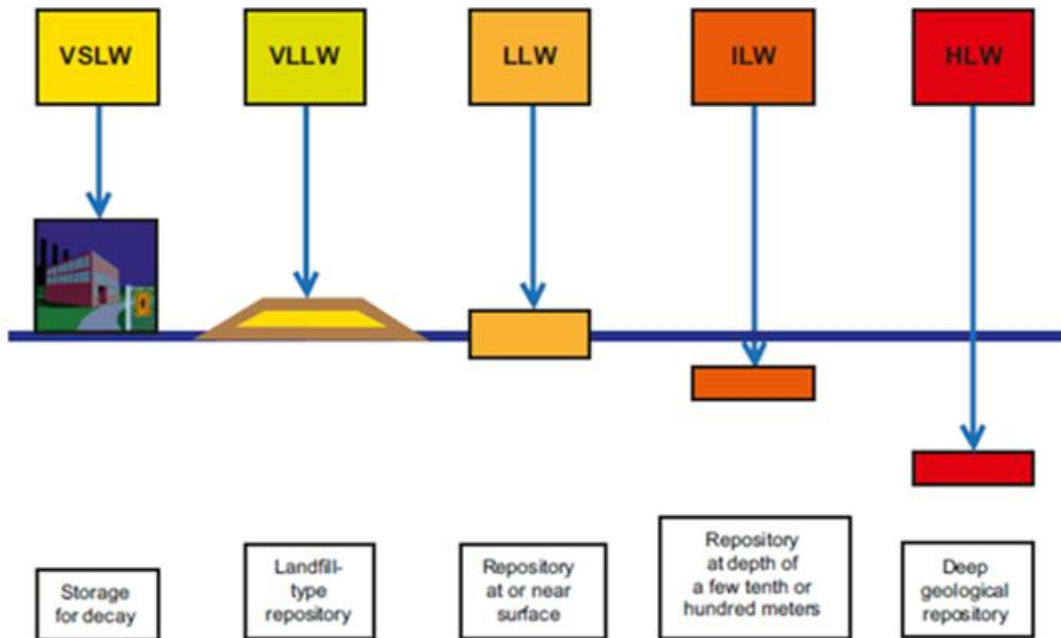 VSLW
VLLW
LLW
ILW
HLW
Storage
for decay
Landfill-
type
repository
Repository
at or near
surface
Repository
at depth of
a few tenth or
hundred meters
Deep
geological
repository